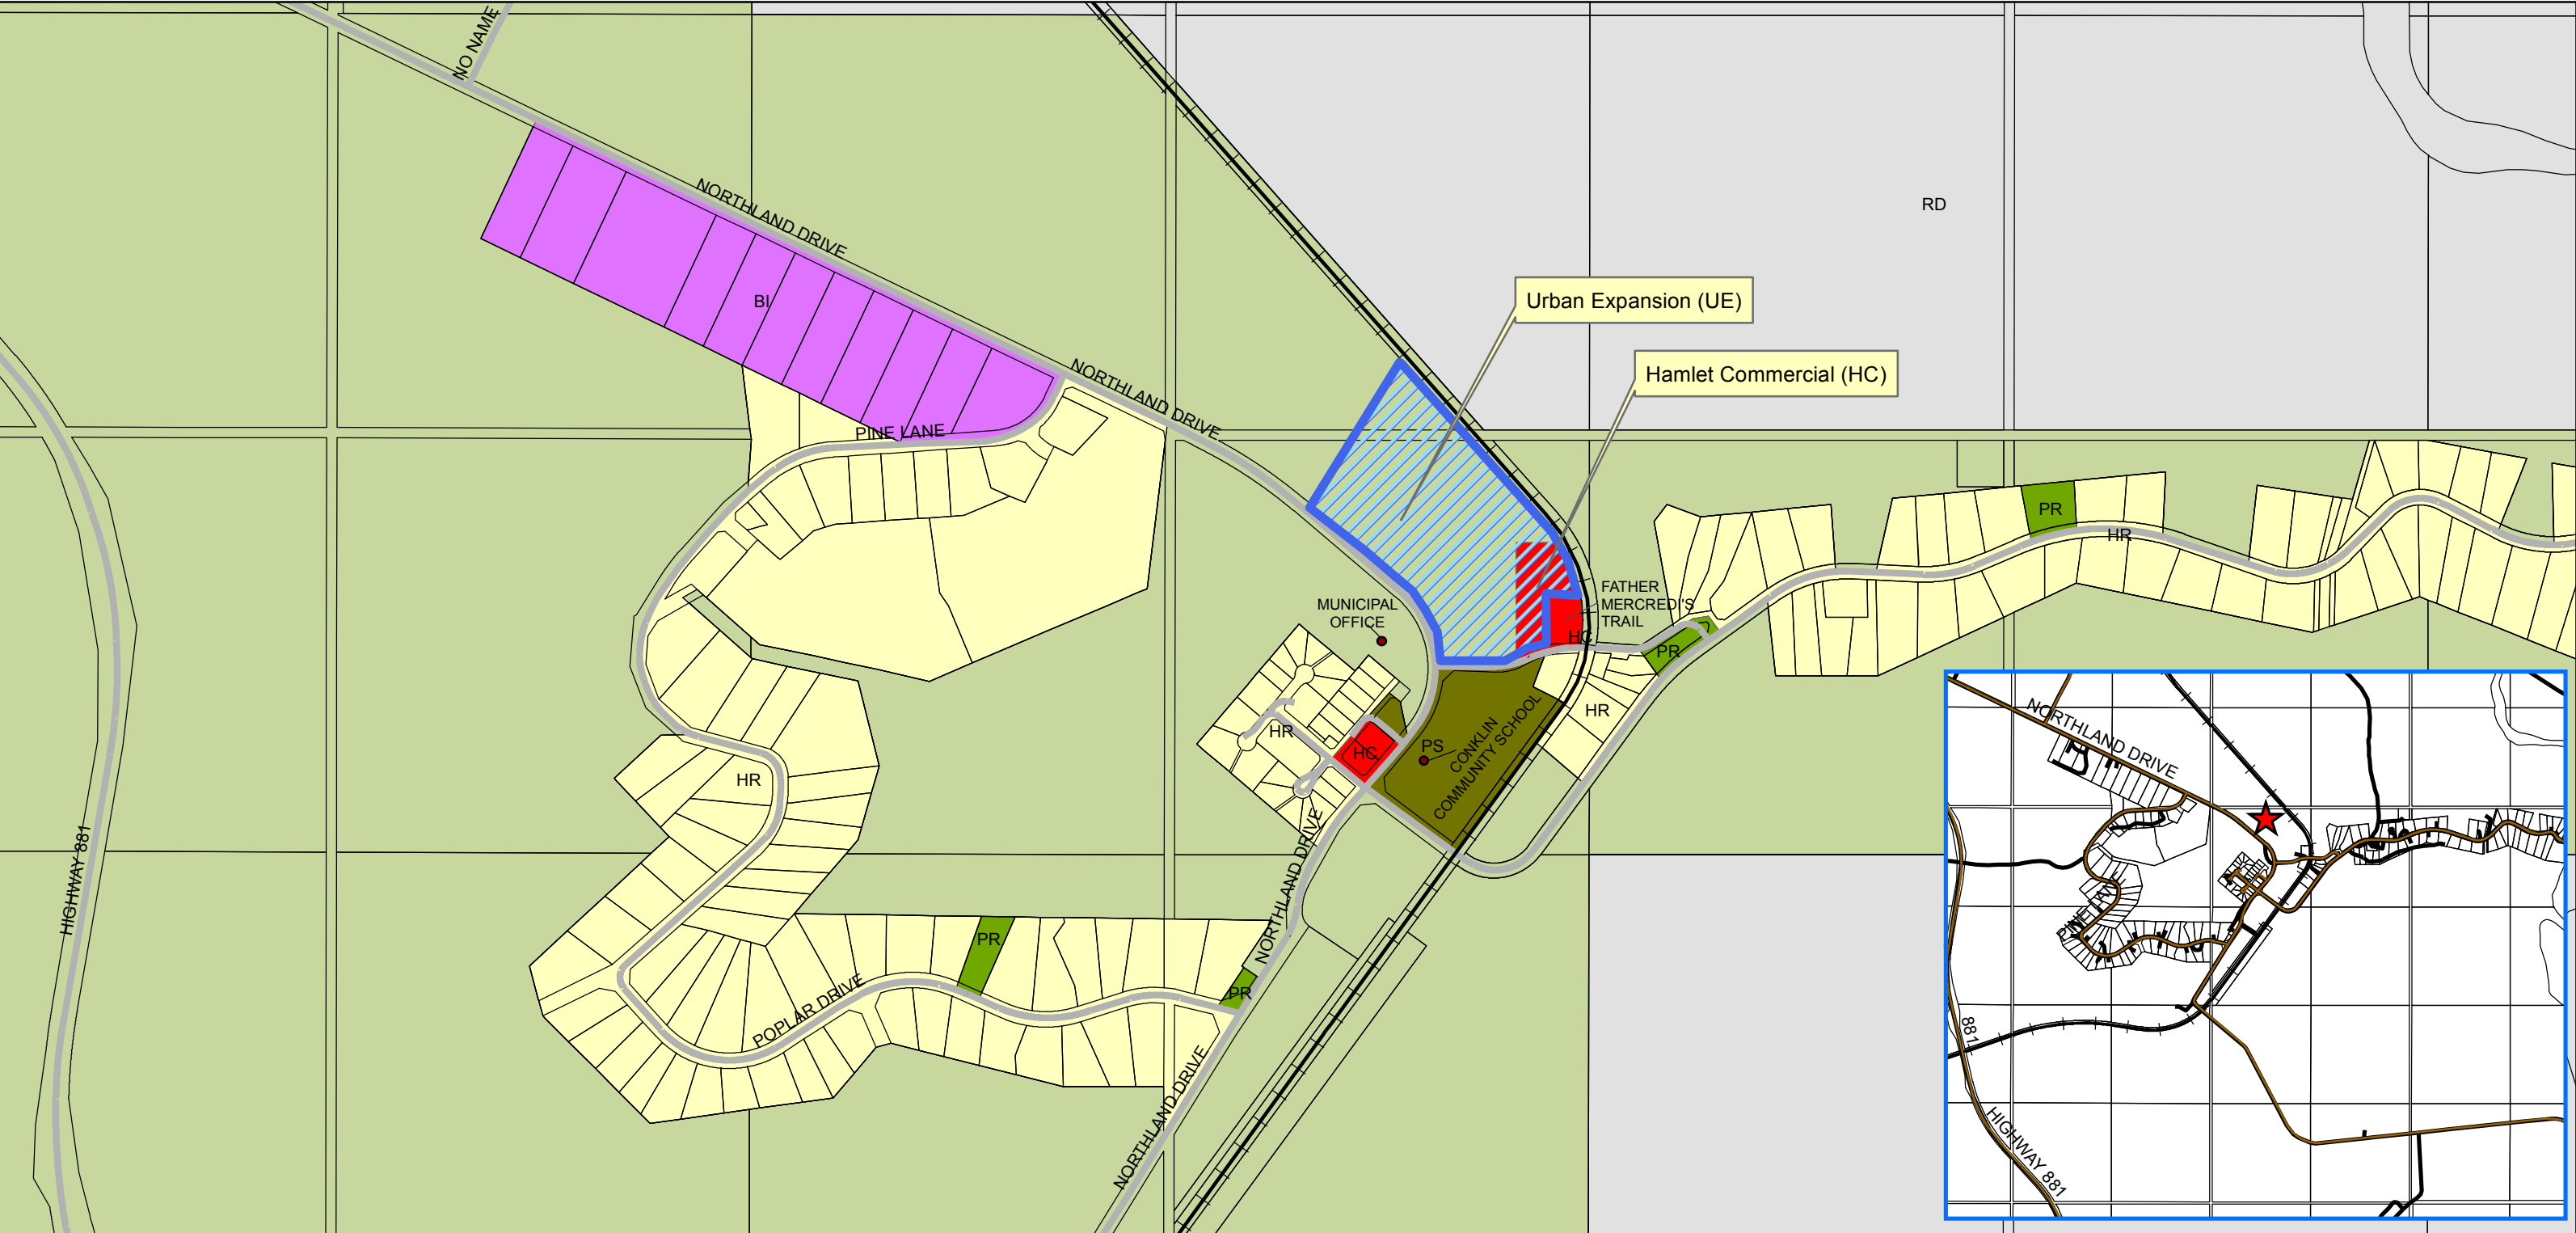 NO NAME
NORTHLAND DRIVE
RD
BI
Urban Expansion (UE)
Hamlet Commercial (HC)
NORTHLAND DRIVE
PINE LANE
PR
HR
FATHER
MERCREDI'S
TRAIL
MUNICIPAL
OFFICE
HC
PR
HR
HR
HC
PS
CONKLIN
COMMUNITY SCHOOL
HR
HIGHWAY 881
NORTHLAND DRIVE
PR
PR
POPLAR DRIVE
NORTHLAND DRIVE
NORTHLAND DRIVE
PINE LANE
881
HIGHWAY 881